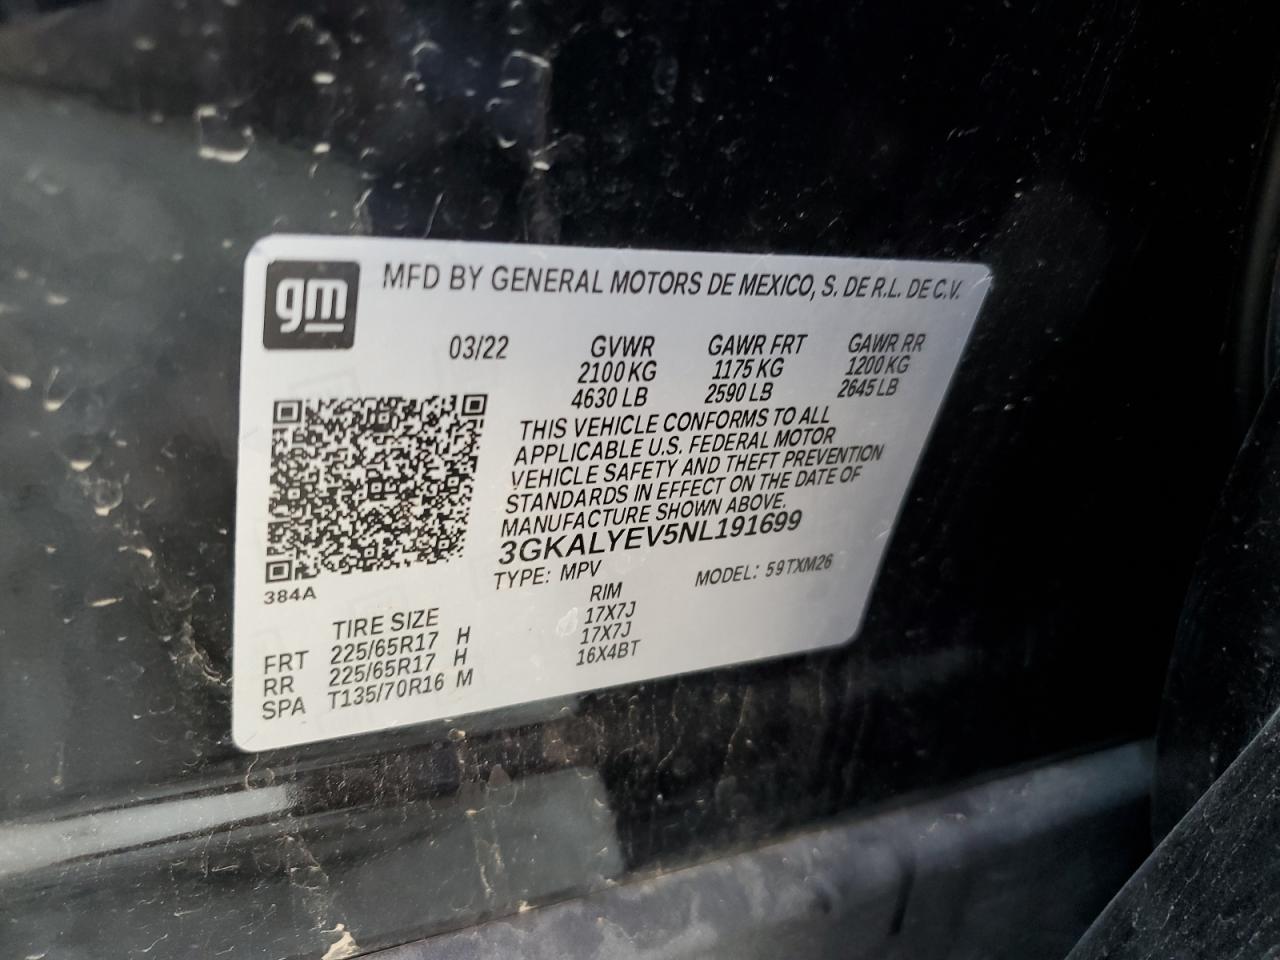 gm
MFD BY GENERAL MOTORS DE MEXICO, S. DE R.L. DE C.V.
03/22 GVWR GAWR FRT GAWR RR
2100 KG 1175 KG 1200 KG
4630 LB 2590 LB 2645 LB
THIS VEHICLE CONFORMS TO ALL
APPLICABLE U.S. FEDERAL MOTOR
VEHICLE SAFETY AND THEFT PREVENTION
STANDARDS IN EFFECT ON THE DATE OF
MANUFACTURE SHOWN ABOVE.
3GKALYEV5NL191699
TYPE: MPV MODEL: 59TXM26
384A
TIRE SIZE RIM
FRT 225/65R17 H 17X7J
RR 225/65R17 H 17X7J
SPA T135/70R16 M 16X4BT